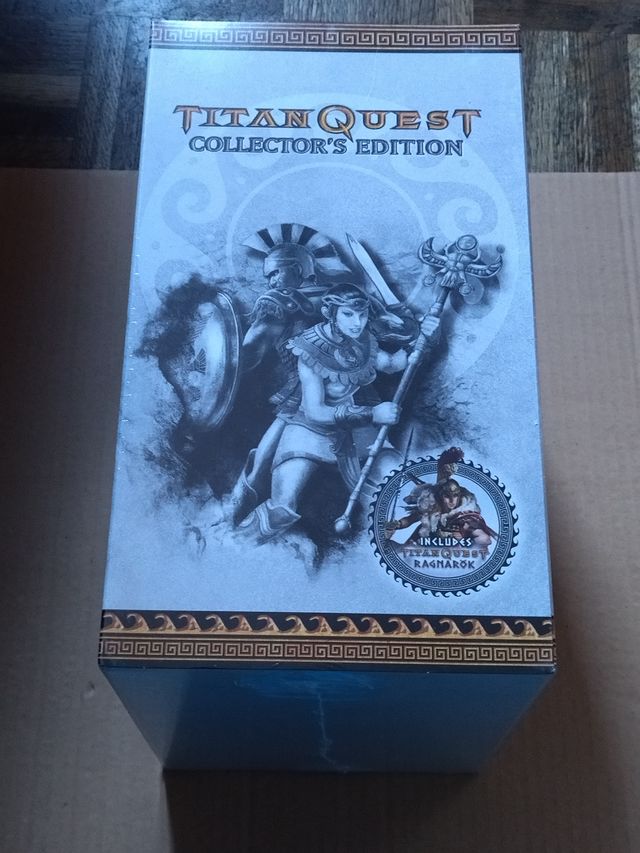 TITAN QUEST
COLLECTOR'S EDITION
INCLUDES
TITAN QUEST
RAGNARÖK